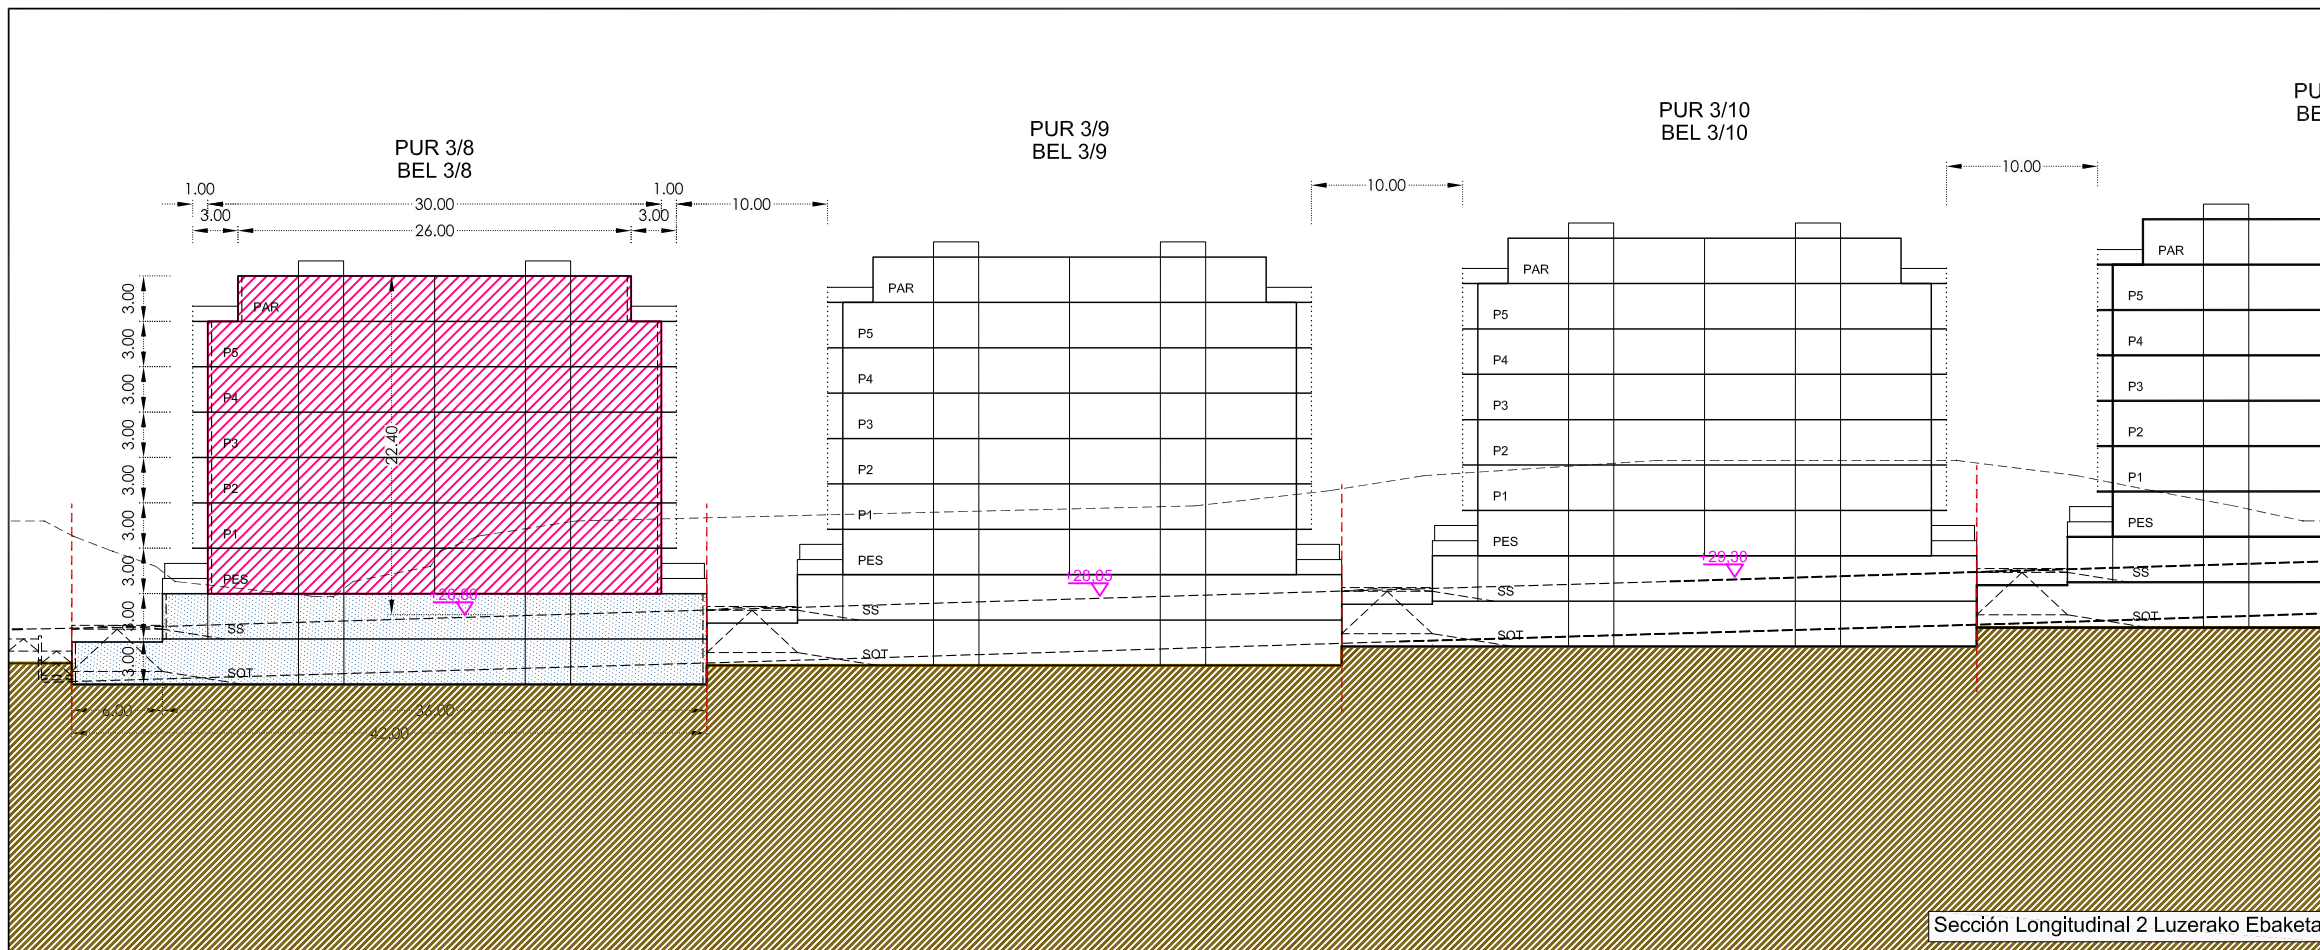 PUR 3/8
BEL 3/8
1.00
30.00
1.00
3.00
3.00
26.00
10.00
PUR 3/9
BEL 3/9
10.00
PUR 3/10
BEL 3/10
10.00
3.00
3.00
3.00
3.00
3.00
3.00
3.00
3.00
3.00
22.40
PAR
P5
P4
P3
P2
P1
PES
SS
SOT
6.00
36.00
42.00
PAR
P5
P4
P3
P2
P1
PES
+28.05
SS
SOT
PAR
P5
P4
P3
P2
P1
PES
+29.30
SS
SOT
PAR
P5
P4
P3
P2
P1
PES
SS
SOT
Sección Longitudinal 2 Luzerako Ebaketa